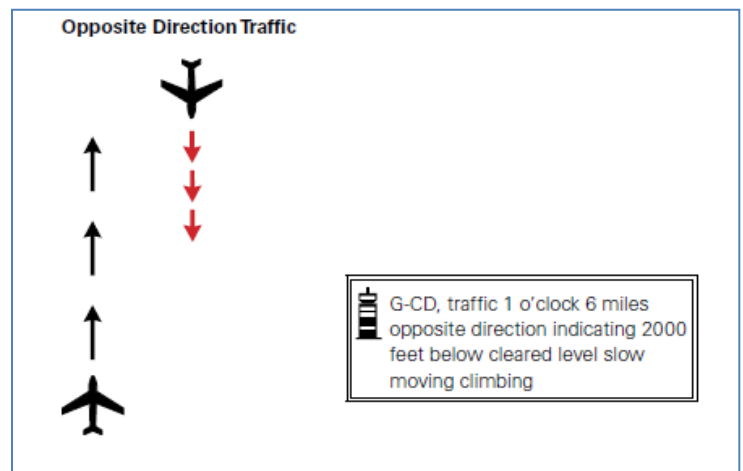 Opposite Direction Traffic
G-CD, traffic 1 o'clock 6 miles
opposite direction indicating 2000
feet below cleared level slow
moving climbing